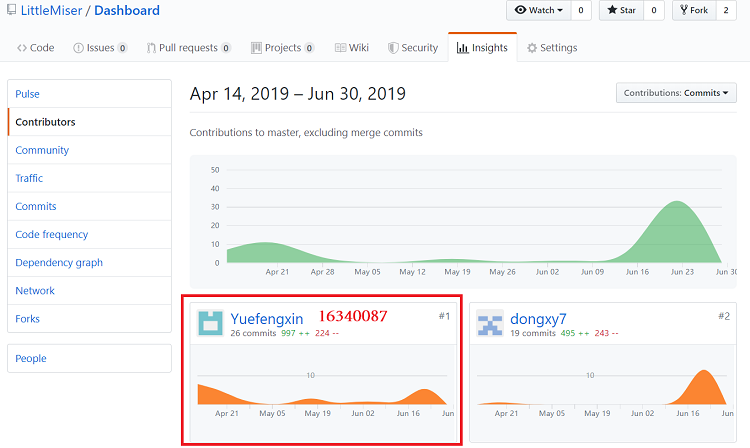 LittleMiser / Dashboard
Watch 0 Star 0 Fork 2
Code Issues 0 Pull requests 0 Projects 0 Wiki Security Insights Settings
Pulse
Contributors
Community
Traffic
Commits
Code frequency
Dependency graph
Network
Forks
People
Apr 14, 2019 – Jun 30, 2019
Contributions: Commits
Contributions to master, excluding merge commits
50
40
30
20
10
0
Apr 21 Apr 28 May 05 May 12 May 19 May 26 Jun 02 Jun 09 Jun 16 Jun 23 Jun 30
Yuefengxin 16340087 #1
26 commits 997 ++ 224 --
10
Apr 21 May 05 May 19 Jun 02 Jun 16 Jun
dongxy7 #2
19 commits 495 ++ 243 --
10
Apr 21 May 05 May 19 Jun 02 Jun 16 Jun